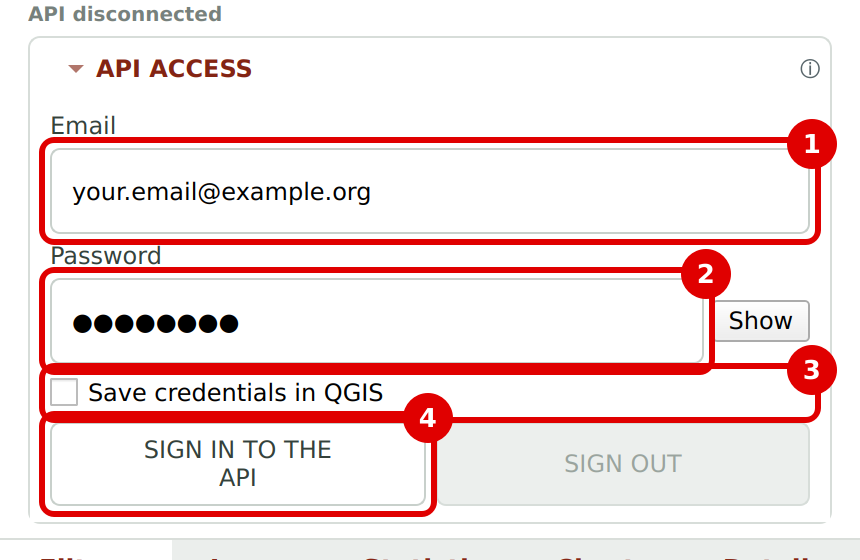 API disconnected
API ACCESS
Email
1
your.email@example.org
Password
2
●●●●●●●●
Show
3
Save credentials in QGIS
4
SIGN IN TO THE
API
SIGN OUT